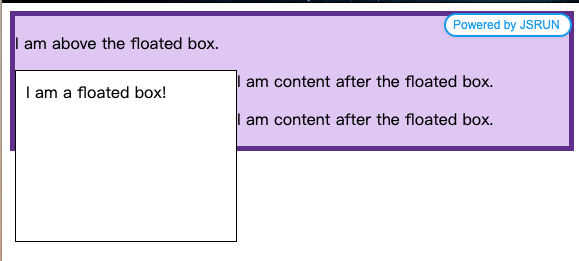 Powered by JSRUN
I am above the floated box.
I am a floated box!
I am content after the floated box.
I am content after the floated box.